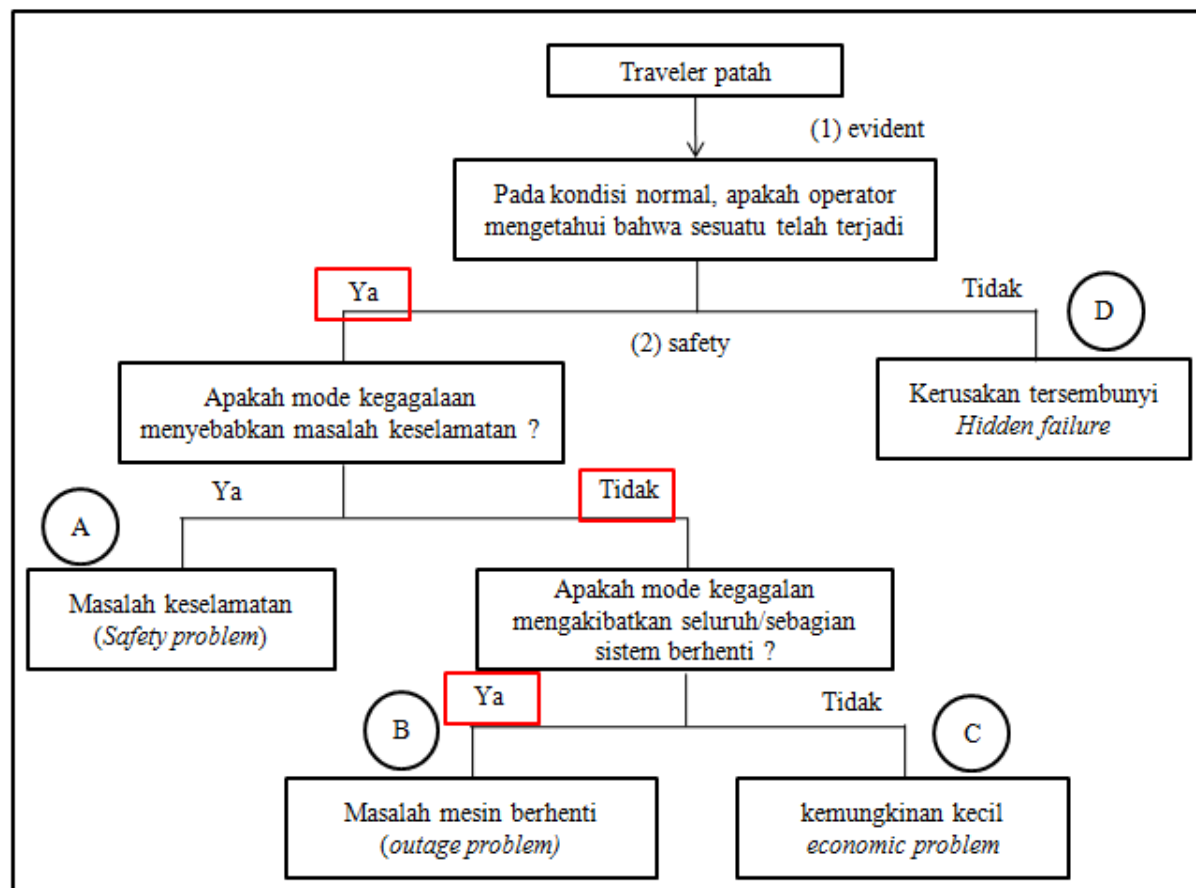 Traveler patah
(1) evident
Pada kondisi normal, apakah operator
mengetahui bahwa sesuatu telah terjadi
Ya
Tidak
D
(2) safety
Apakah mode kegagalaan
menyebabkan masalah keselamatan ?
Kerusakan tersembunyi
Hidden failure
Ya
Tidak
A
Masalah keselamatan
(Safety problem)
Apakah mode kegagalan
mengakibatkan seluruh/sebagian
sistem berhenti ?
Ya
Tidak
B
C
Masalah mesin berhenti
(outage problem)
kemungkinan kecil
economic problem